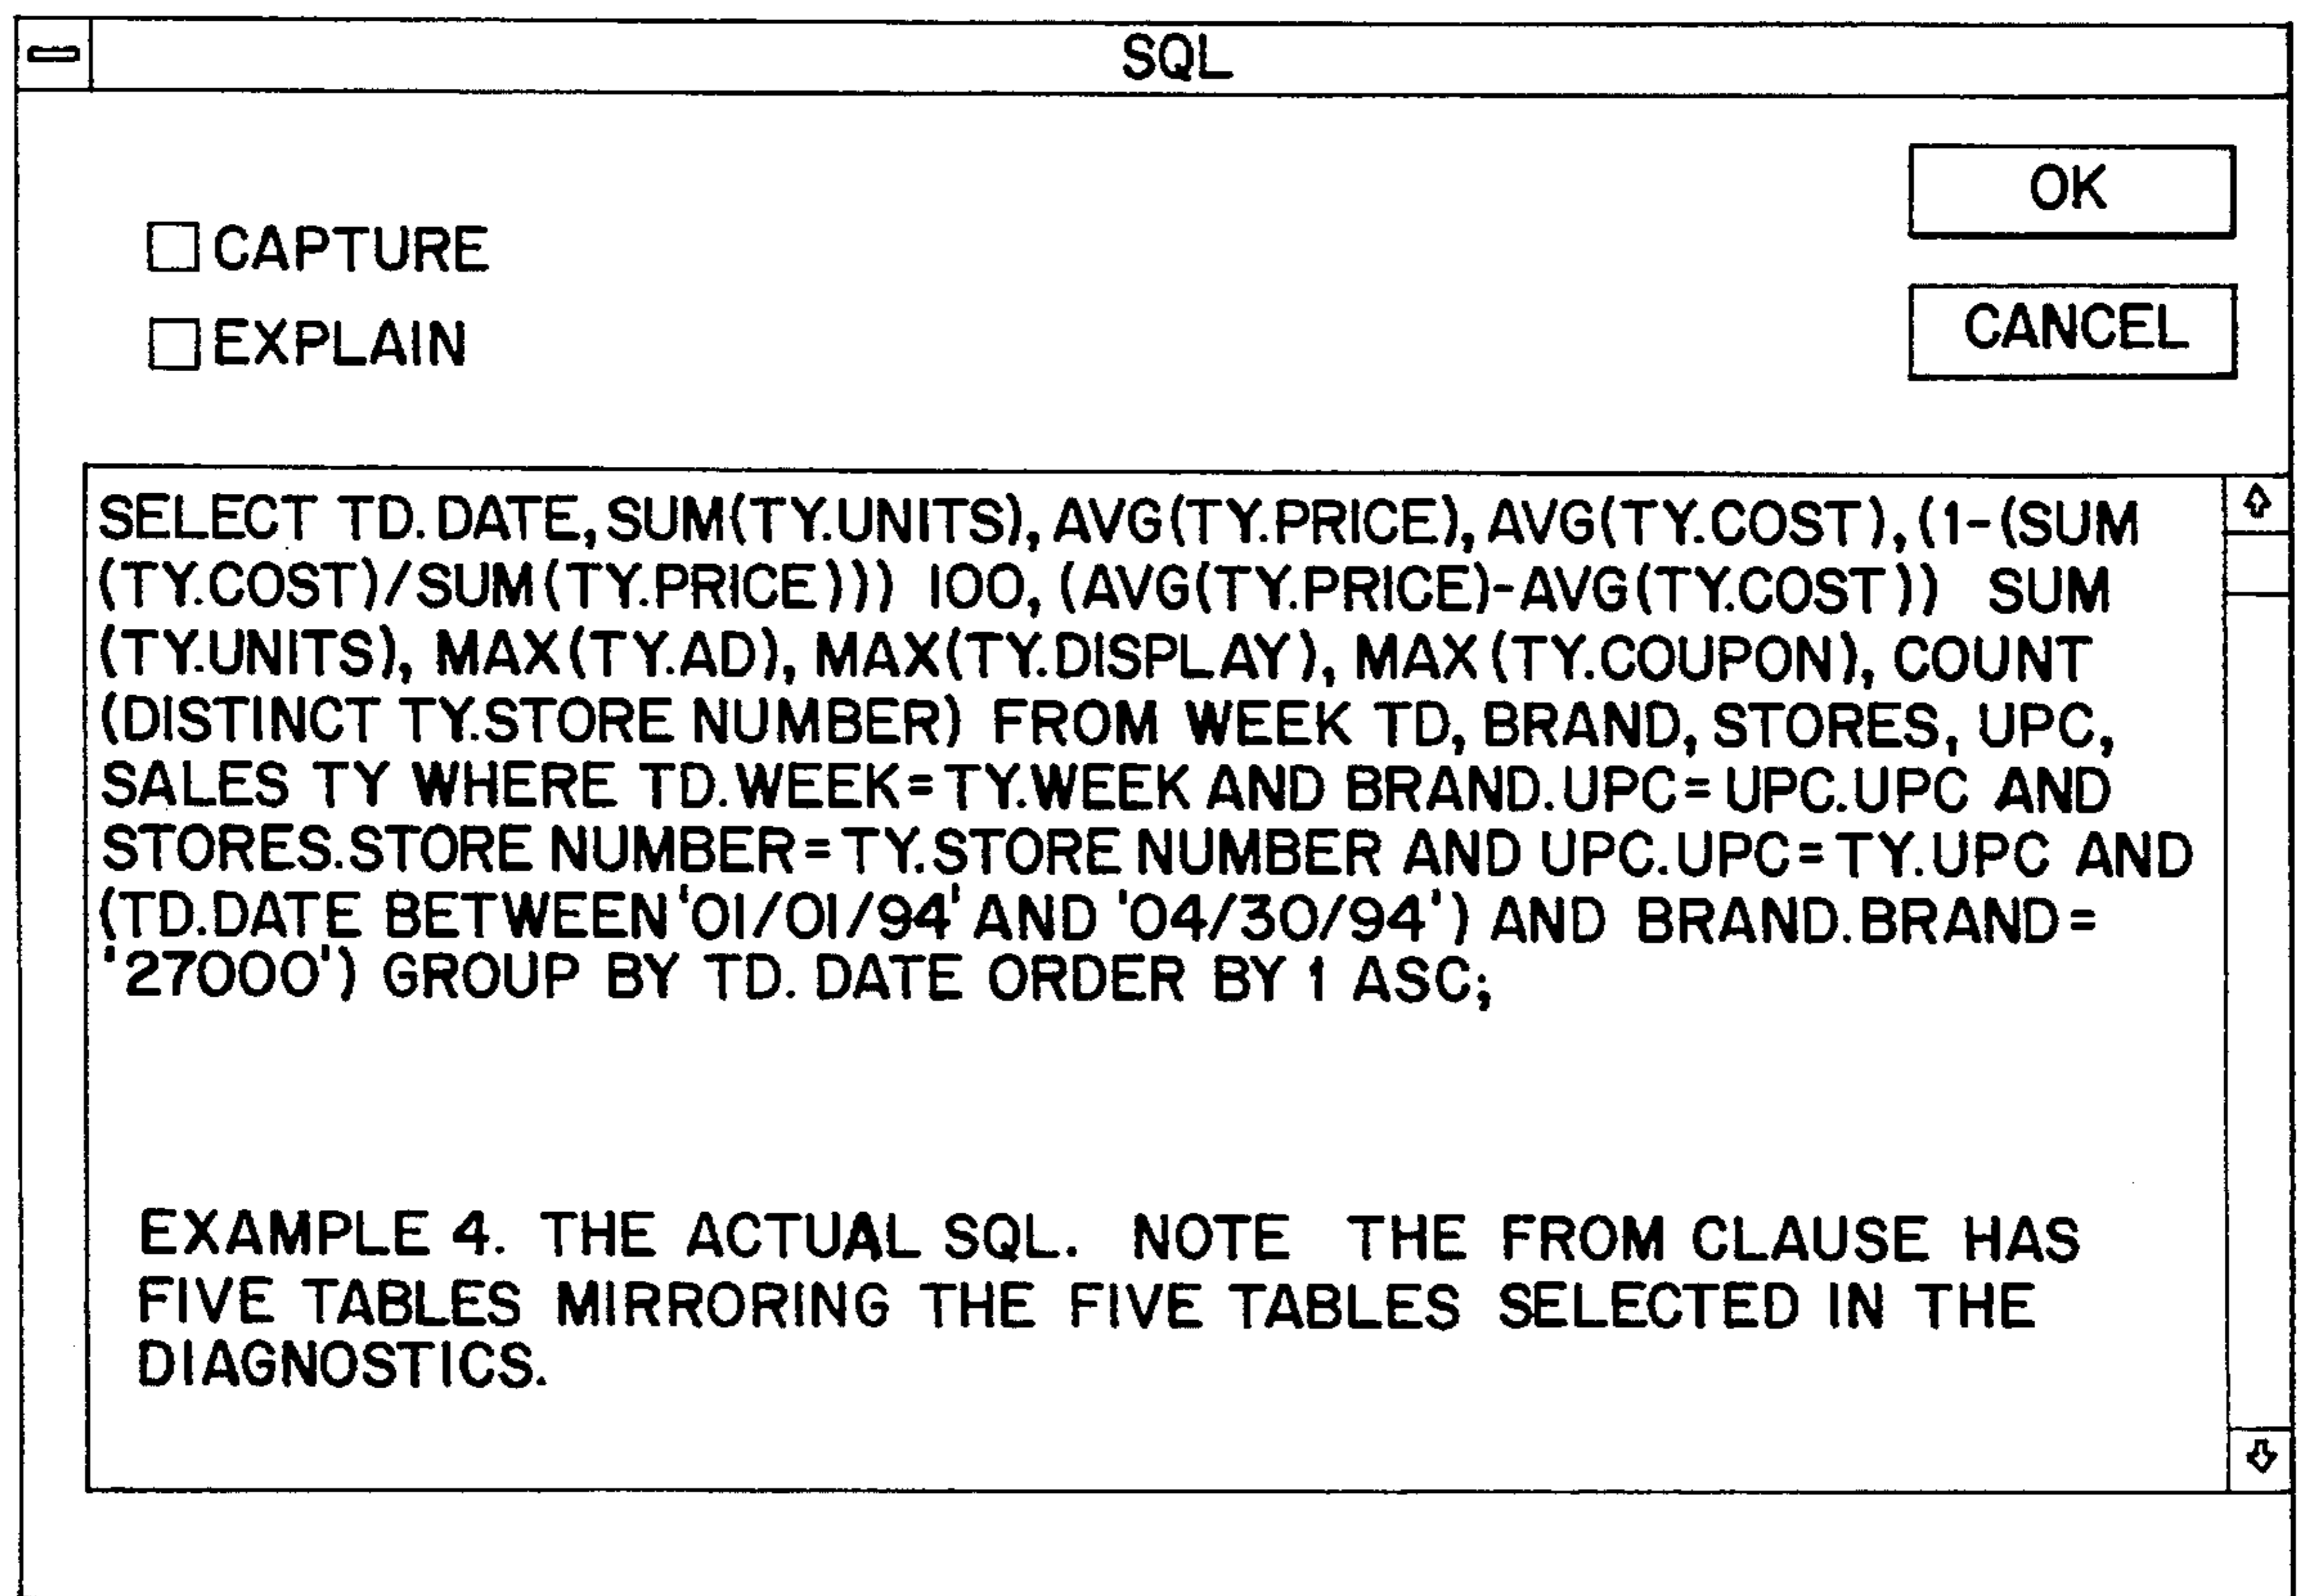 SQL
OK
CAPTURE
CANCEL
EXPLAIN
SELECT TD. DATE, SUM(TY.UNITS), AVG(TY.PRICE), AVG(TY.COST), (1-(SUM
(TY.COST)/SUM(TY.PRICE))) 100, (AVG(TY.PRICE)-AVG(TY.COST)) SUM
(TY.UNITS), MAX(TY.AD), MAX(TY.DISPLAY), MAX(TY.COUPON), COUNT
(DISTINCT TY.STORE NUMBER) FROM WEEK TD, BRAND, STORES, UPC,
SALES TY WHERE TD.WEEK=TY.WEEK AND BRAND.UPC=UPC.UPC AND
STORES.STORE NUMBER=TY.STORE NUMBER AND UPC.UPC=TY.UPC AND
(TD.DATE BETWEEN '01/01/94' AND '04/30/94') AND BRAND.BRAND=
'27000') GROUP BY TD. DATE ORDER BY 1 ASC;
EXAMPLE 4. THE ACTUAL SQL. NOTE THE FROM CLAUSE HAS
FIVE TABLES MIRRORING THE FIVE TABLES SELECTED IN THE
DIAGNOSTICS.